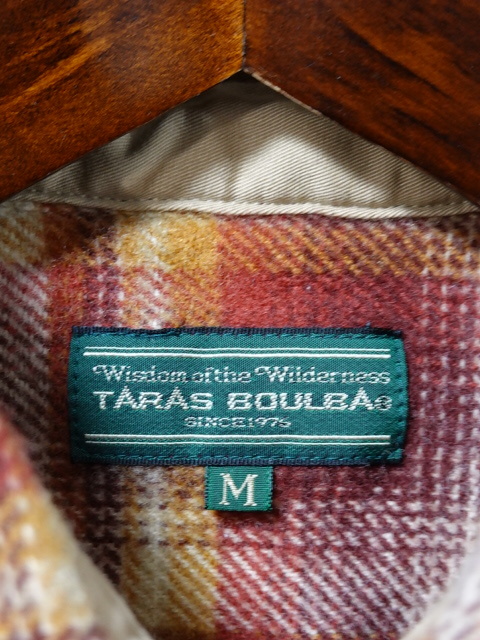 Wisdom of the Wilderness
TARAS BOULBA®
SINCE 1976
M